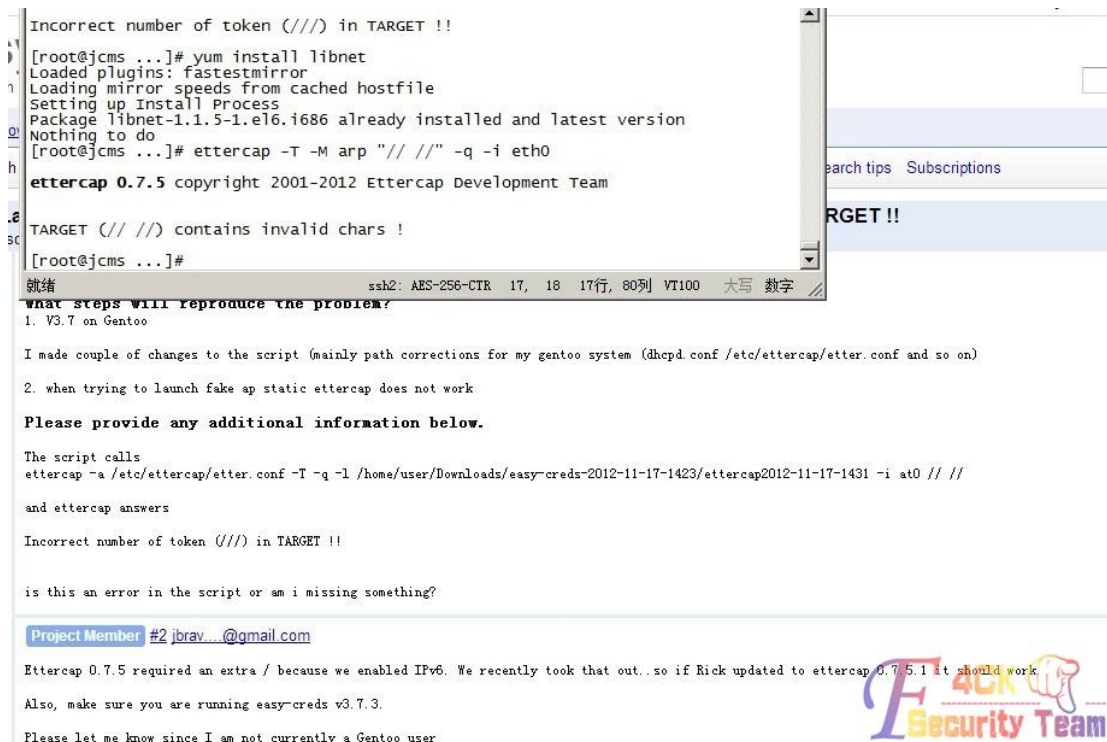 Incorrect number of token (///) in TARGET !!
[root@jcms ...]# yum install libnet
Loaded plugins: fastestmirror
Loading mirror speeds from cached hostfile
Setting up Install Process
Package libnet-1.1.5-1.el6.i686 already installed and latest version
Nothing to do
[root@jcms ...]# ettercap -T -M arp "// //" -q -i eth0
ettercap 0.7.5 copyright 2001-2012 Ettercap Development Team
TARGET (// //) contains invalid chars !
[root@jcms ...]#
就绪 ssh2: AES-256-CTR 17, 18 17行, 80列 VT100 大写 数字
earch tips Subscriptions
RGET !!
What steps will reproduce the problem?
1. V3.7 on Gentoo
I made couple of changes to the script (mainly path corrections for my gentoo system (dhcpd.conf /etc/ettercap/etter.conf and so on)
2. when trying to launch fake ap static ettercap does not work
Please provide any additional information below.
The script calls
ettercap -a /etc/ettercap/etter.conf -T -q -l /home/user/Downloads/easy-creds-2012-11-17-1423/ettercap2012-11-17-1431 -i at0 // //
and ettercap answers
Incorrect number of token (///) in TARGET !!
is this an error in the script or am i missing something?
Project Member #2 jbrav....@gmail.com
Ettercap 0.7.5 required an extra / because we enabled IPv6. We recently took that out..so if Rick updated to ettercap 0.7.5.1 it should work.
Also, make sure you are running easy-creds v3.7.3.
Please let me know since I am not currently a Gentoo user
F4CK
Security Team